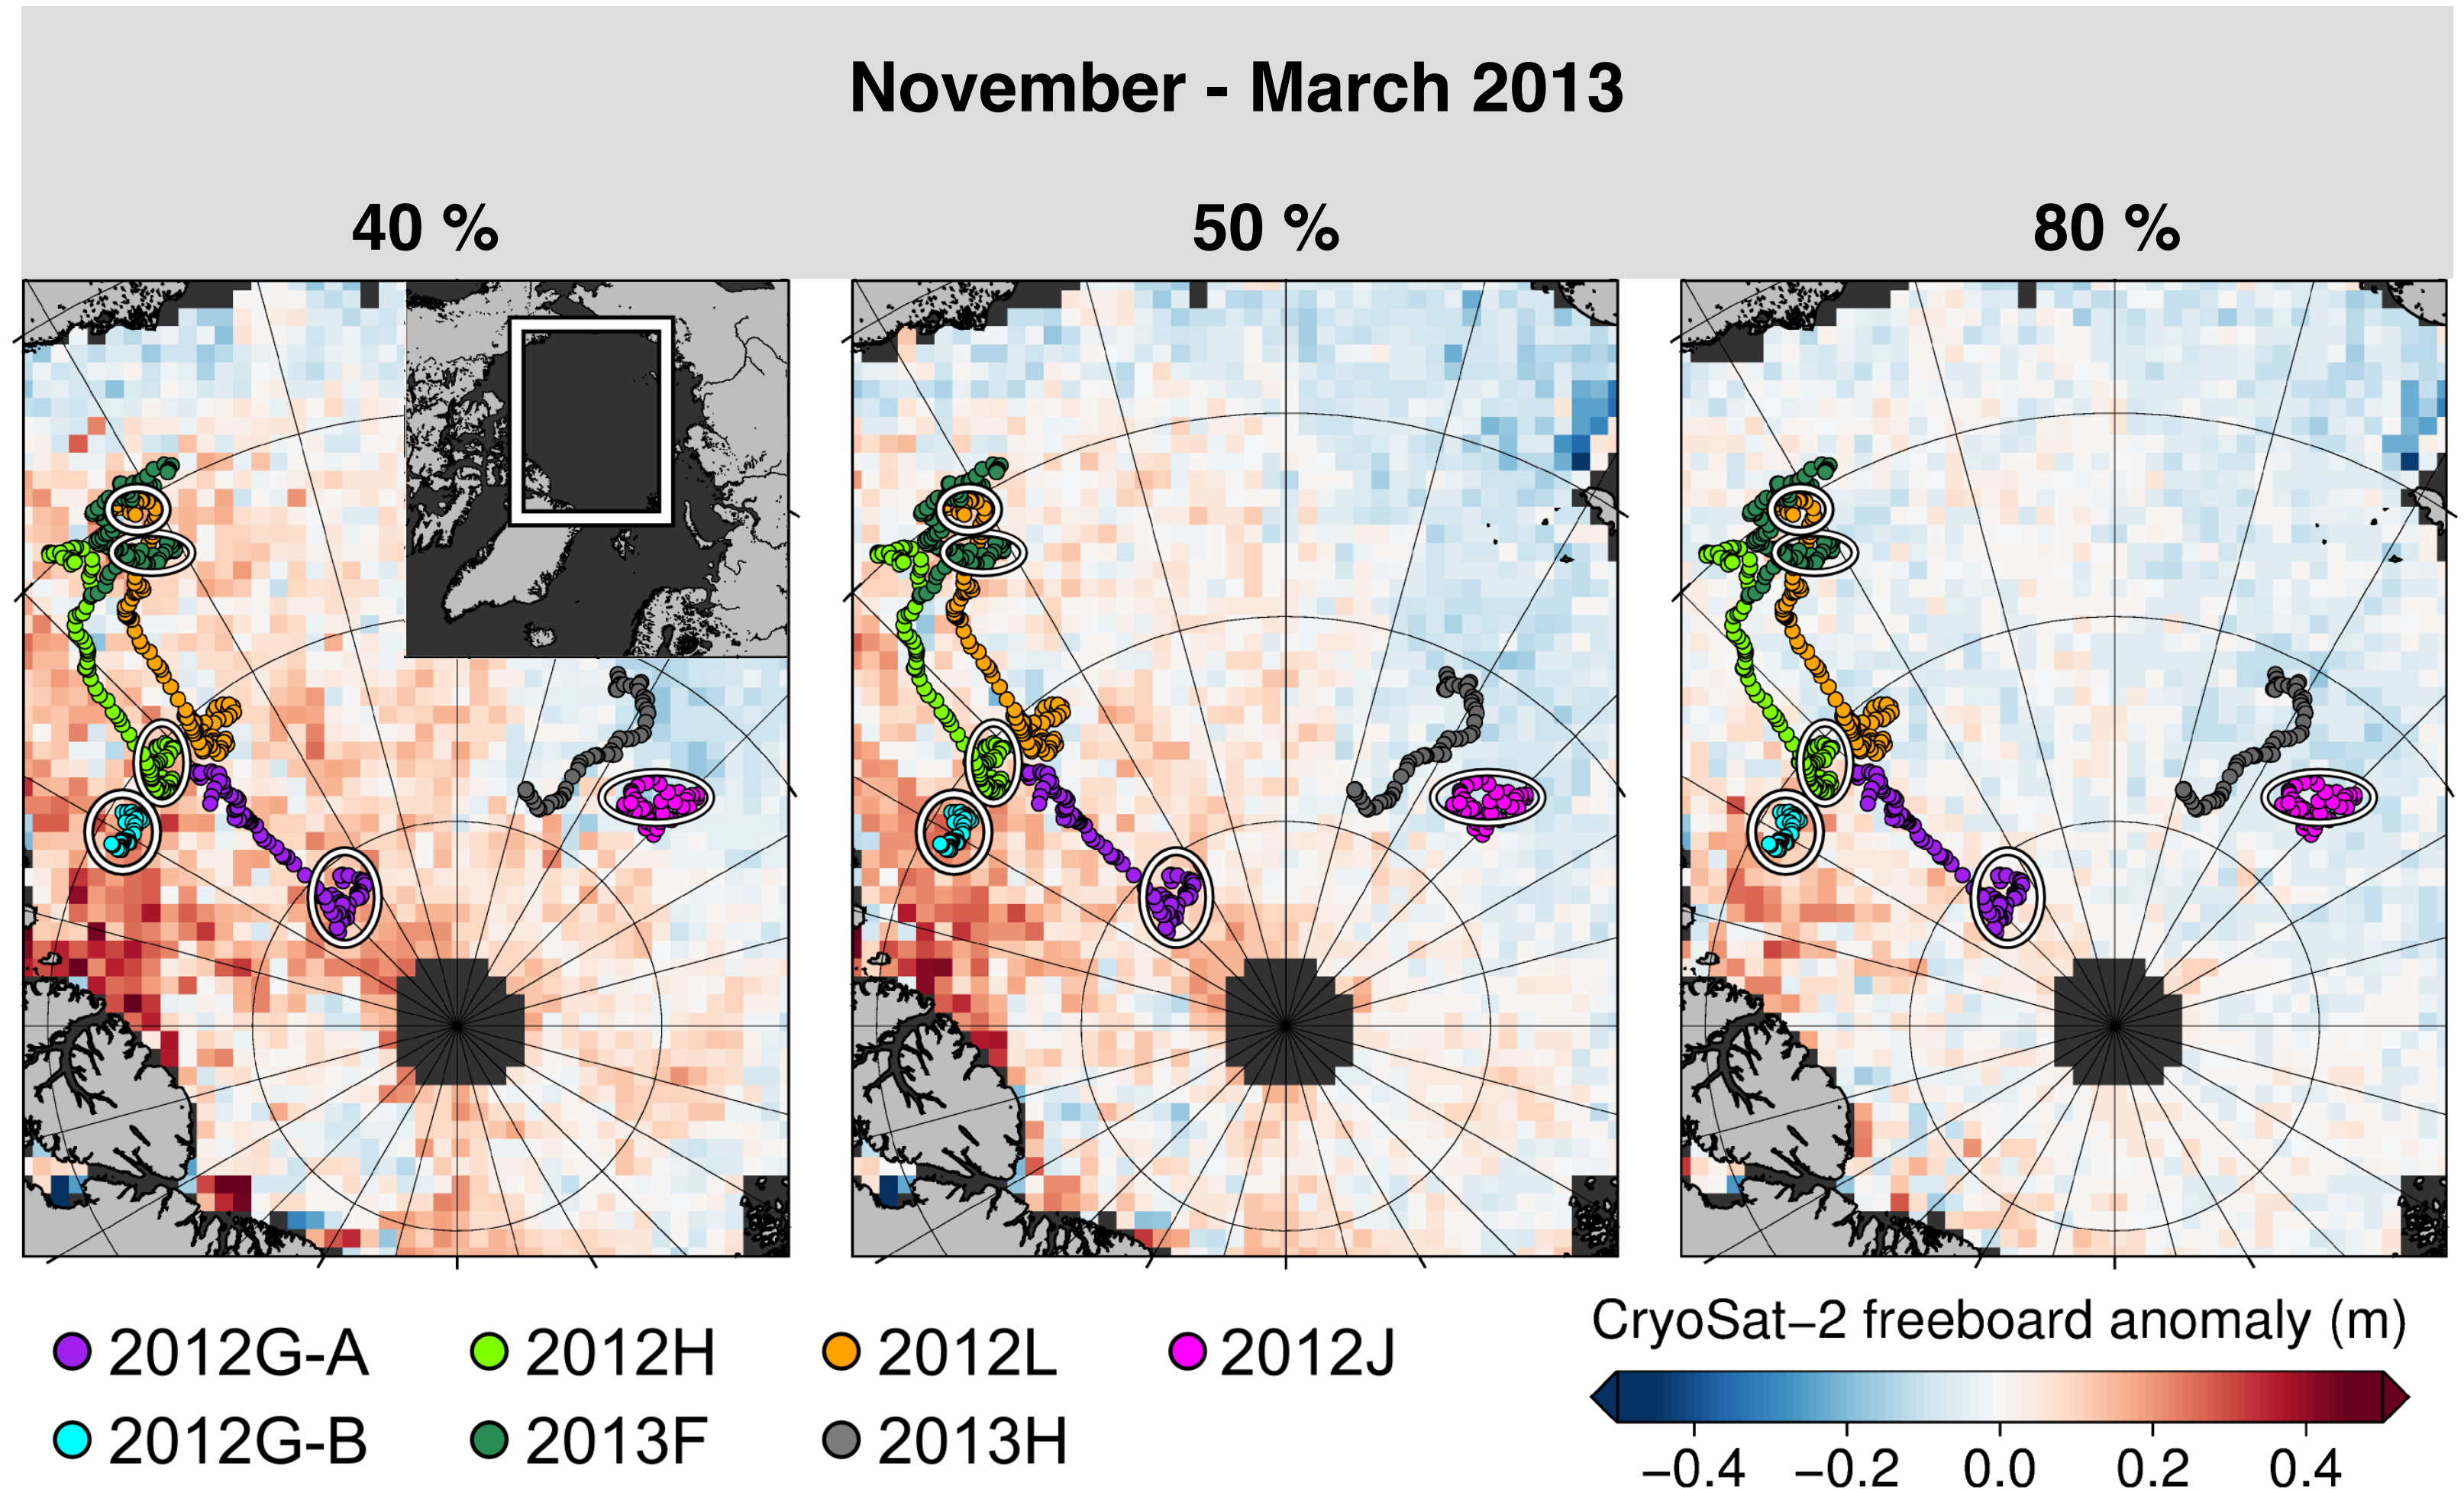 November - March 2013
40 %
50 %
80 %
2012G-A
2012H
2012L
2012J
2012G-B
2013F
2013H
CryoSat−2 freeboard anomaly (m)
−0.4
−0.2
0.0
0.2
0.4